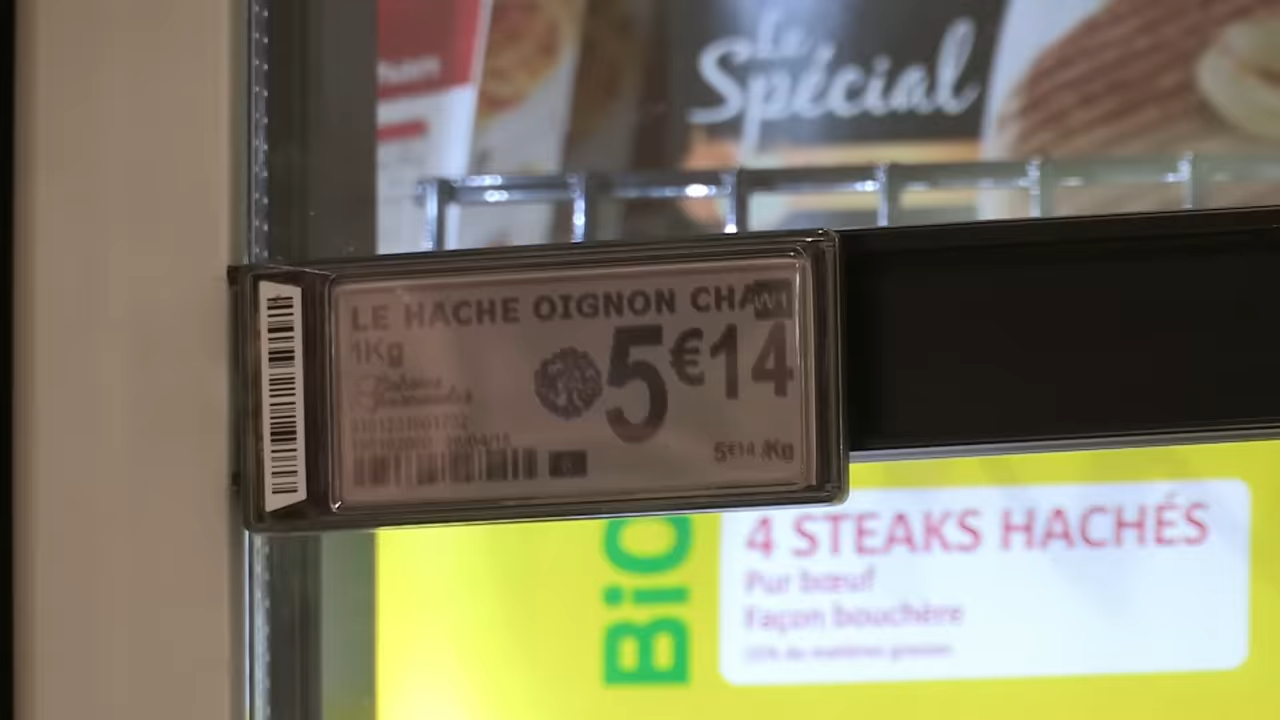 Le
Spécial
LE HACHE OIGNON CHA
1Kg
5€14
5€14 /Kg
BiO
4 STEAKS HACHÉS
Pur bœuf
Façon bouchère